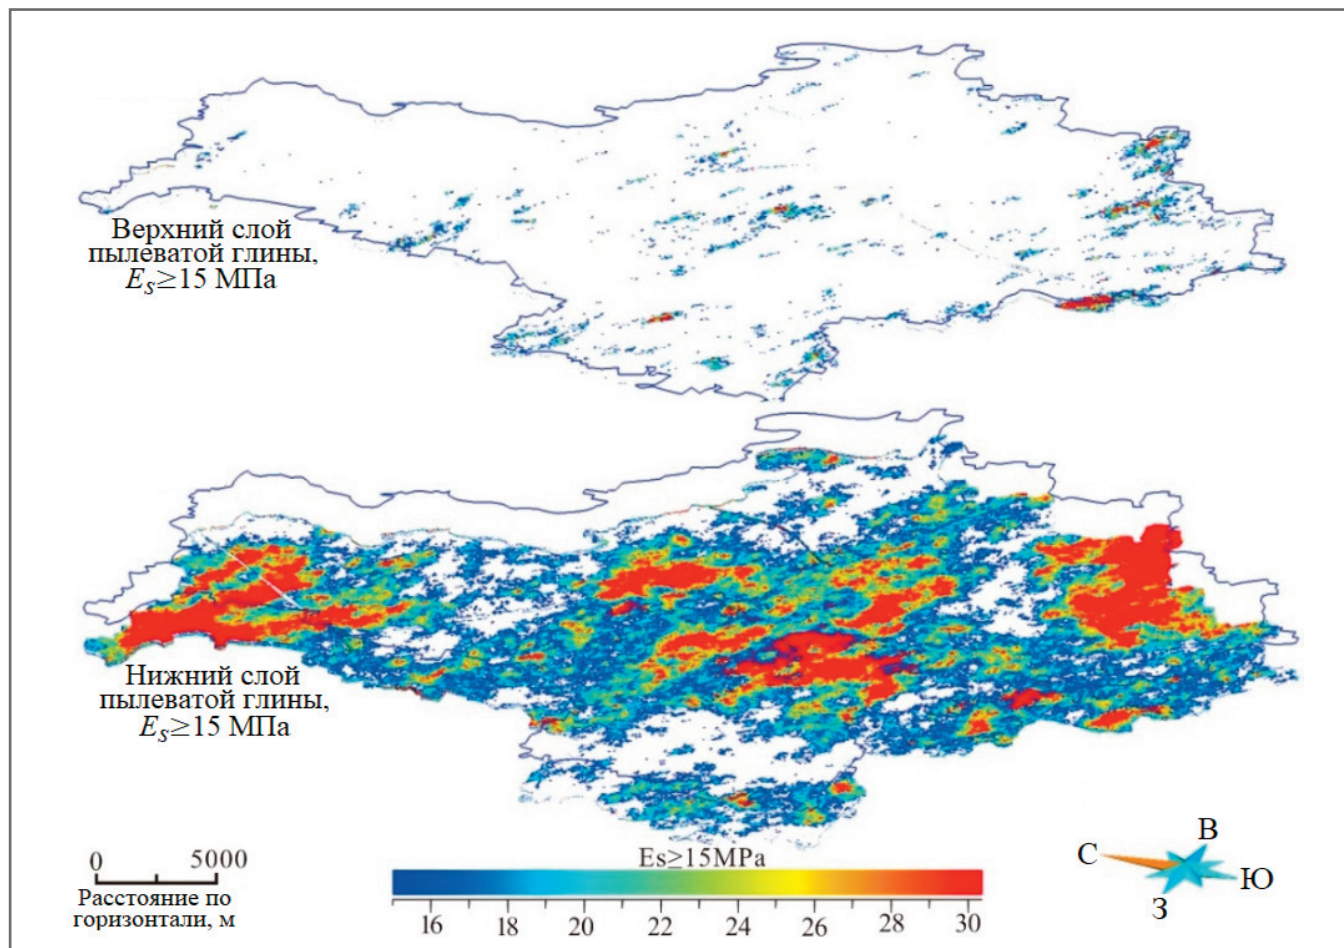 Верхний слой
пылеватой глины,
Es≥15 МПа
Нижний слой
пылеватой глины,
Es≥15 МПа
0 5000
Расстояние по
горизонтали, м
Es≥15MPa
16 18 20 22 24 26 28 30
В
С
Ю
З